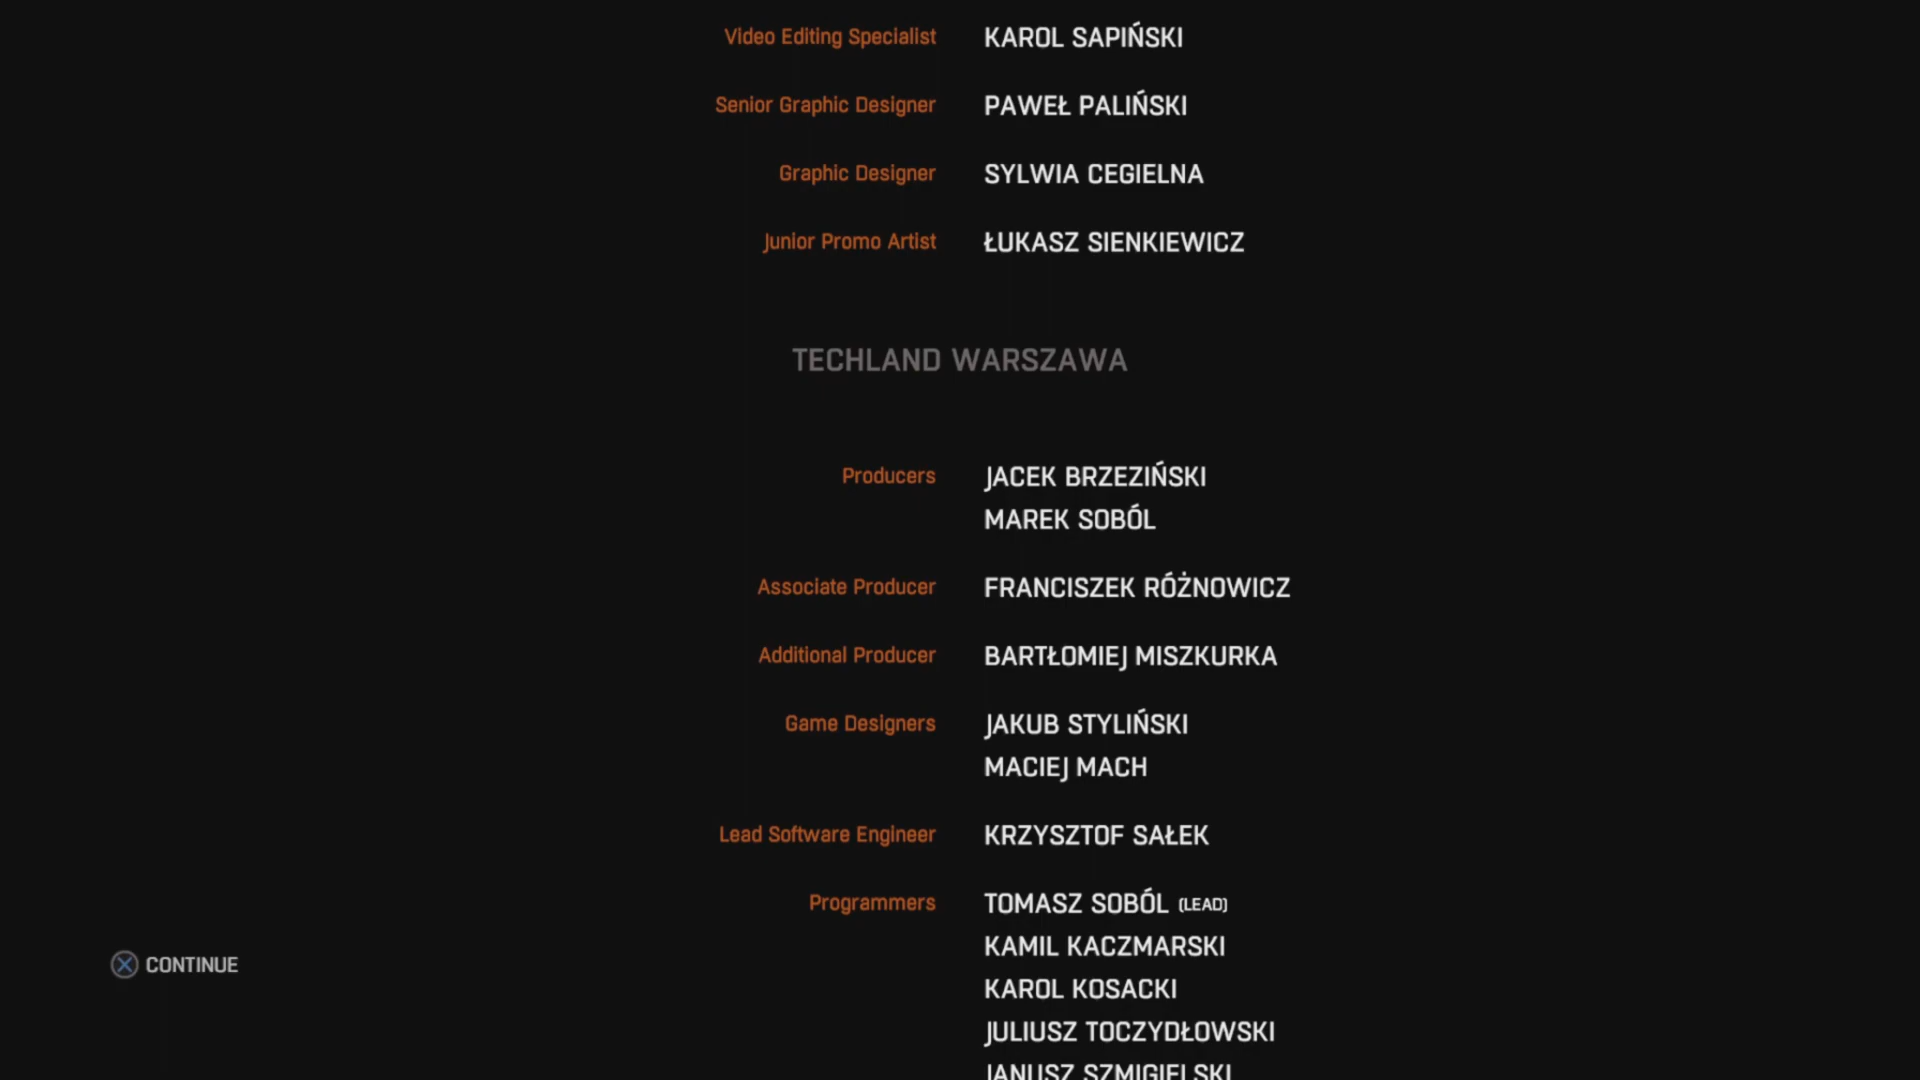 Video Editing Specialist KAROL SAPIŃSKI
Senior Graphic Designer PAWEŁ PALIŃSKI
Graphic Designer SYLWIA CEGIELNA
Junior Promo Artist ŁUKASZ SIENKIEWICZ
TECHLAND WARSZAWA
Producers JACEK BRZEZIŃSKI
MAREK SOBÓL
Associate Producer FRANCISZEK RÓŻNOWICZ
Additional Producer BARTŁOMIEJ MISZKURKA
Game Designers JAKUB STYLIŃSKI
MACIEJ MACH
Lead Software Engineer KRZYSZTOF SAŁEK
Programmers TOMASZ SOBÓL (LEAD)
KAMIL KACZMARSKI
CONTINUE
KAROL KOSACKI
JULIUSZ TOCZYDŁOWSKI
JANUSZ SZMIGIELSKI